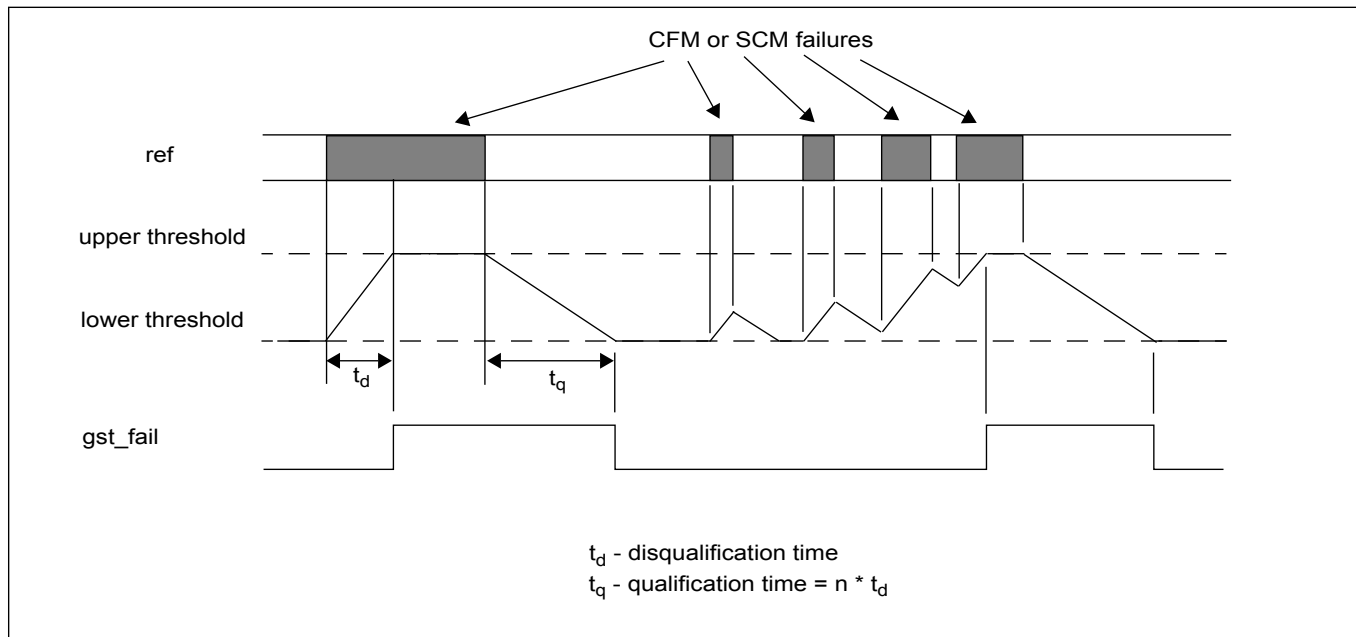 CFM or SCM failures
ref
upper threshold
lower threshold
td
tq
gst_fail
td - disqualification time
tq - qualification time = n * td